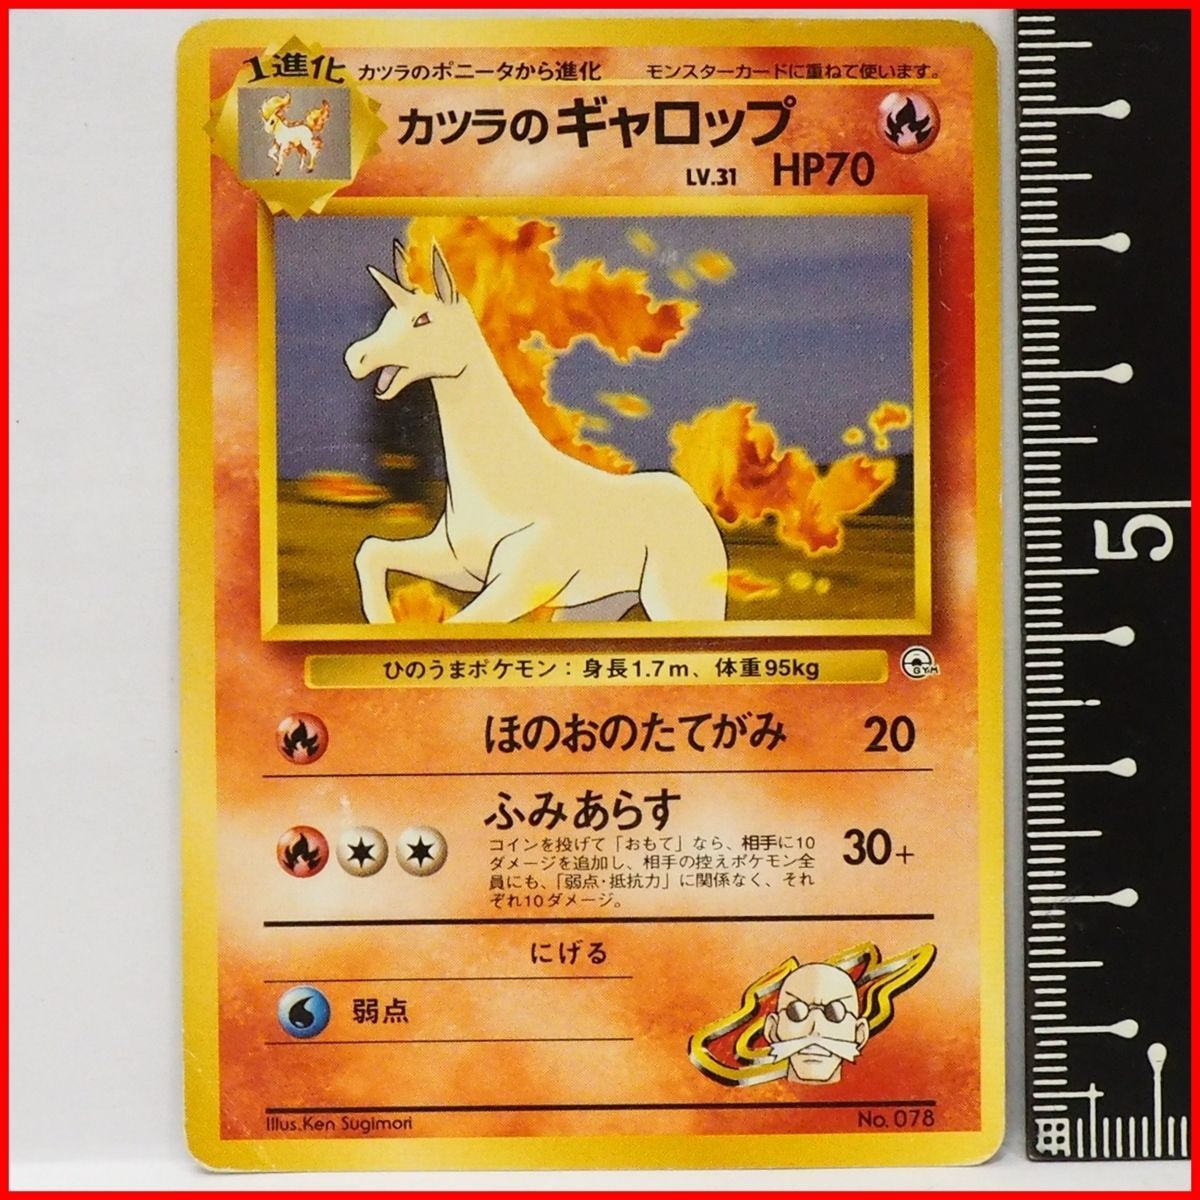 1進化 カツラのポニータから進化 モンスターカードに重ねて使います。
カツラのギャロップ
LV.31 HP70
ひのうまポケモン:身長1.7m、体重95kg
GYM
ほのおのたてがみ 20
ふみあらす
コインを投げて「おもて」なら、相手に10
ダメージを追加し、相手の控えポケモン全
員にも、「弱点・抵抗力」に関係なく、それ
ぞれ10ダメージ。
30+
にげる
弱点
Illus.Ken Sugimori No. 078
5